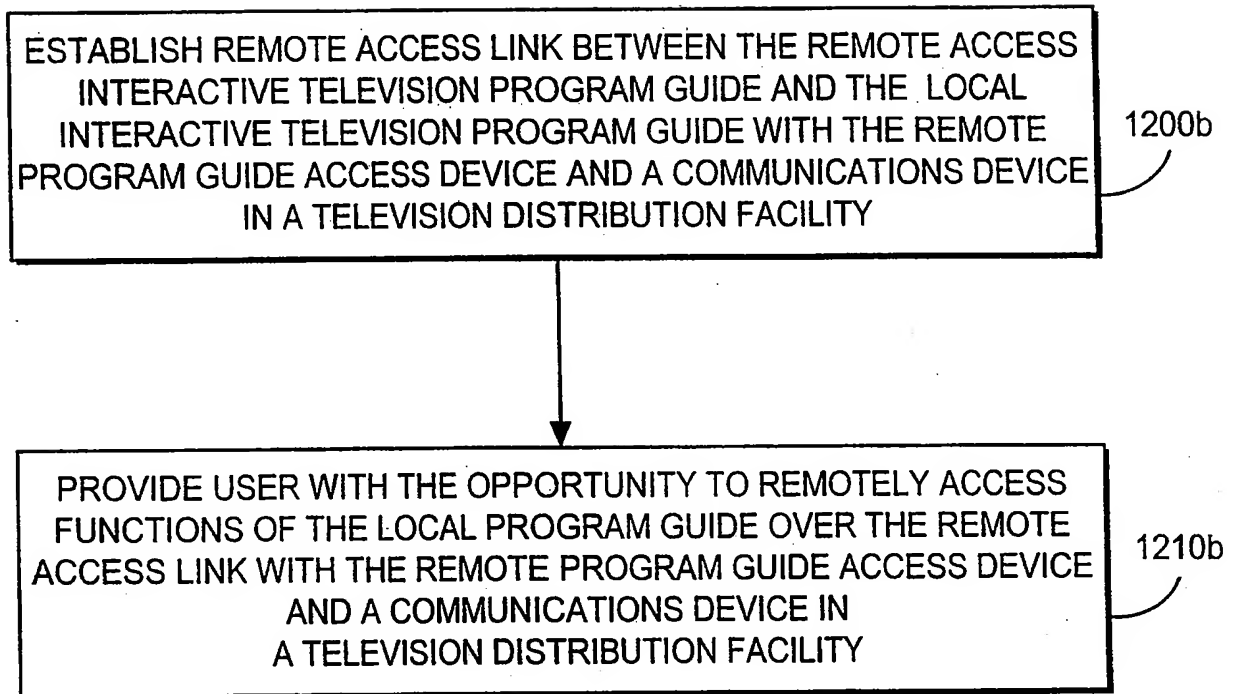 ESTABLISH REMOTE ACCESS LINK BETWEEN THE REMOTE ACCESS
INTERACTIVE TELEVISION PROGRAM GUIDE AND THE LOCAL
INTERACTIVE TELEVISION PROGRAM GUIDE WITH THE REMOTE
PROGRAM GUIDE ACCESS DEVICE AND A COMMUNICATIONS DEVICE
IN A TELEVISION DISTRIBUTION FACILITY
1200b
PROVIDE USER WITH THE OPPORTUNITY TO REMOTELY ACCESS
FUNCTIONS OF THE LOCAL PROGRAM GUIDE OVER THE REMOTE
ACCESS LINK WITH THE REMOTE PROGRAM GUIDE ACCESS DEVICE
AND A COMMUNICATIONS DEVICE IN
A TELEVISION DISTRIBUTION FACILITY
1210b